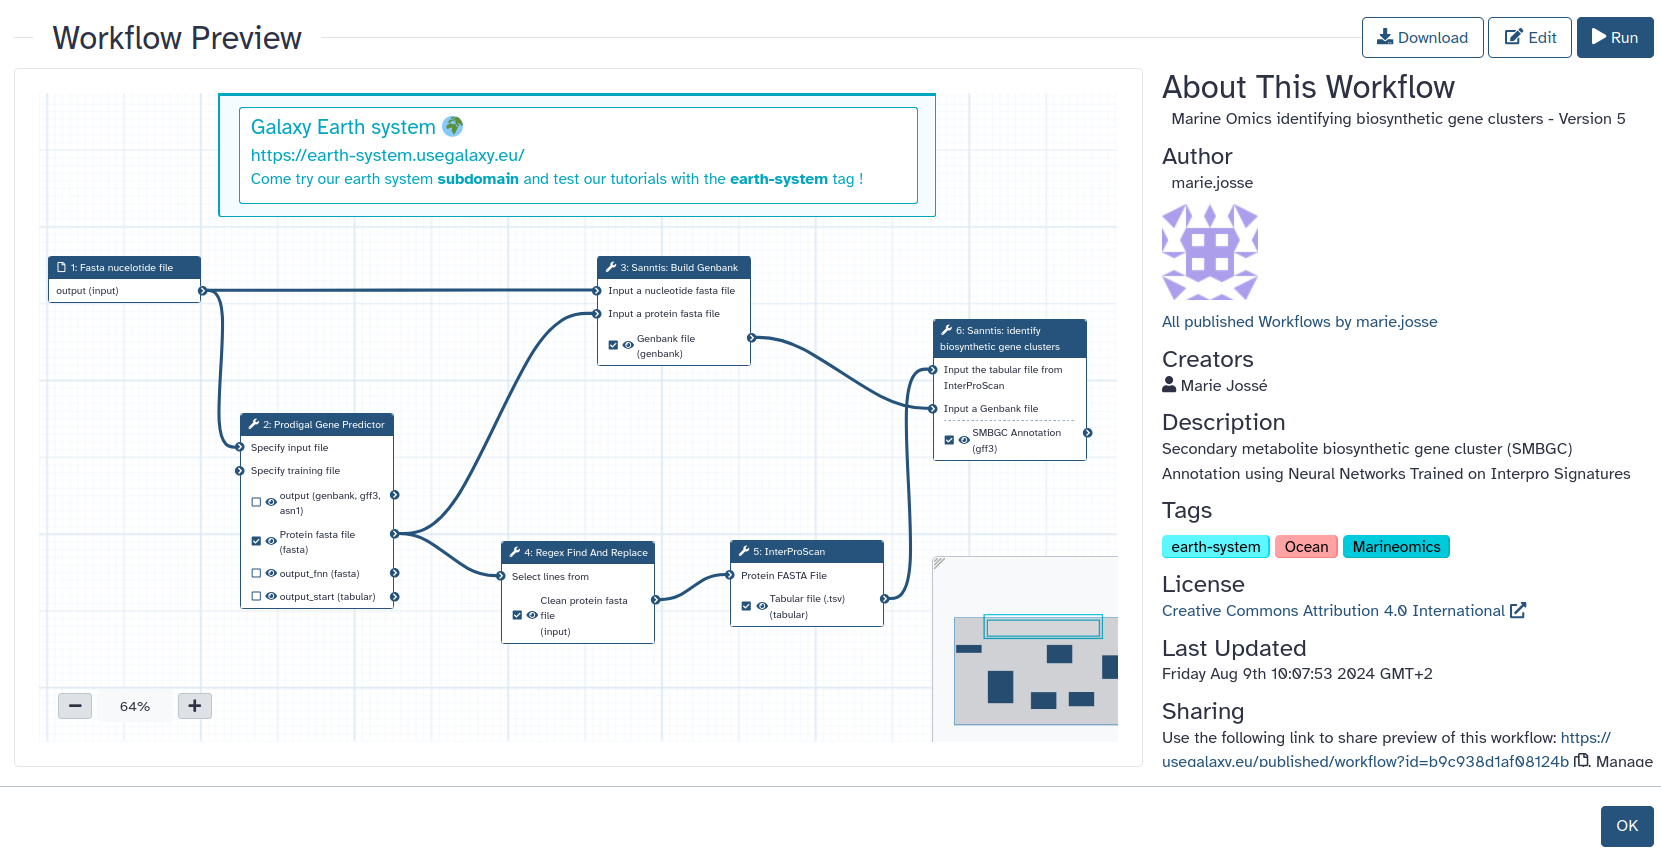 Workflow Preview
Download
Edit
Run
Galaxy Earth system
https://earth-system.usegalaxy.eu/
Come try our earth system subdomain and test our tutorials with the earth-system tag !
1: Fasta nucelotide file
output (input)
2: Prodigal Gene Predictor
Specify input file
Specify training file
output (genbank, gff3,
asn1)
Protein fasta file
(fasta)
output_fnn (fasta)
output_start (tabular)
3: Sanntis: Build Genbank
Input a nucleotide fasta file
Input a protein fasta file
Genbank file
(genbank)
4: Regex Find And Replace
Select lines from
Clean protein fasta
file
(input)
5: InterProScan
Protein FASTA File
Tabular file (.tsv)
(tabular)
6: Sanntis: identify
biosynthetic gene clusters
Input the tabular file from
InterProScan
Input a Genbank file
SMBGC Annotation
(gff3)
64%
About This Workflow
Marine Omics identifying biosynthetic gene clusters - Version 5
Author
marie.josse
All published Workflows by marie.josse
Creators
Marie Jossé
Description
Secondary metabolite biosynthetic gene cluster (SMBGC)
Annotation using Neural Networks Trained on Interpro Signatures
Tags
earth-system
Ocean
Marineomics
License
Creative Commons Attribution 4.0 International
Last Updated
Friday Aug 9th 10:07:53 2024 GMT+2
Sharing
Use the following link to share preview of this workflow: https://
usegalaxy.eu/published/workflow?id=b9c938d1af08124b . Manage
OK